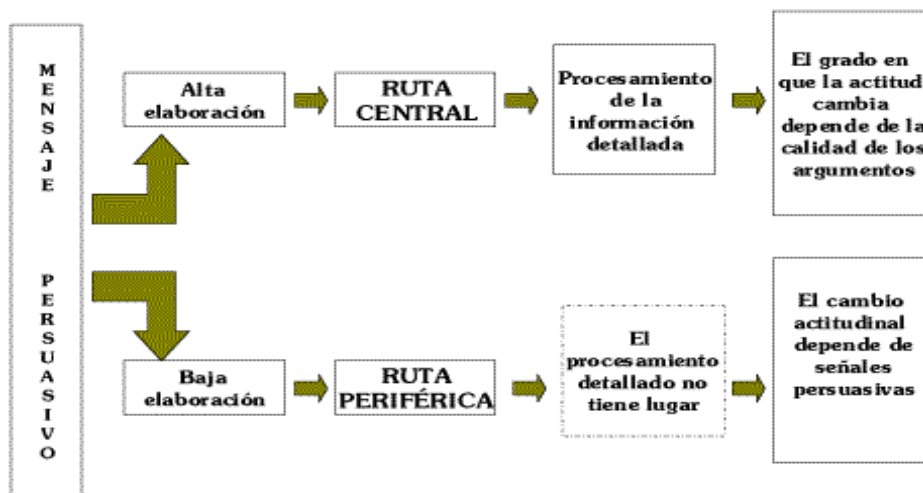 MENSAJE
PERSUASIVO
Alta
elaboración
RUTA
CENTRAL
Procesamiento
de la
información
detallada
El grado en
que la actitud
cambia
depende de la
calidad de los
argumentos
Baja
elaboración
RUTA
PERIFÉRICA
El
procesamiento
detallado no
tiene lugar
El cambio
actitudinal
depende de
señales
persuasivas